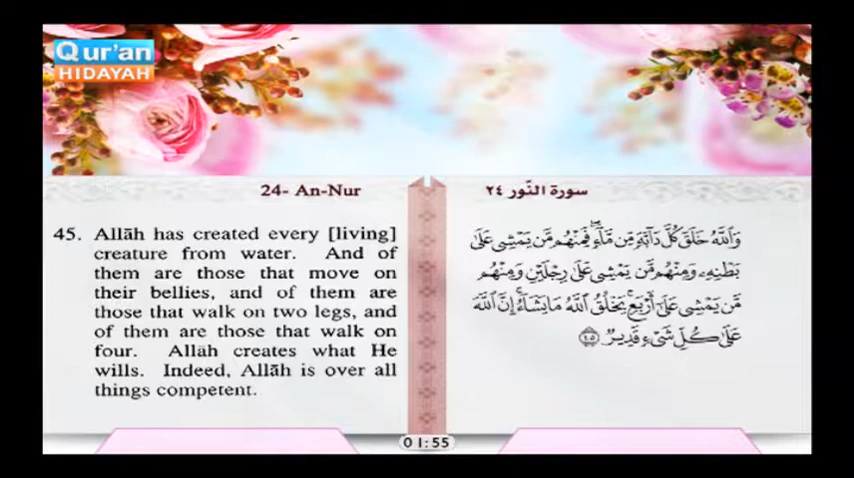 Qur'an
HIDAYAH
24- An-Nur
45. Allāh has created every [living]
creature from water. And of
them are those that move on
their bellies, and of them are
those that walk on two legs, and
of them are those that walk on
four. Allāh creates what He
wills. Indeed, Allāh is over all
things competent.
سورة النّور ٢٤
وَٱللَّهُ خَلَقَ كُلَّ دَآبَّةٍ مِّن مَّآءٍ ۖ فَمِنْهُم مَّن يَمْشِى عَلَىٰ
بَطْنِهِۦ وَمِنْهُم مَّن يَمْشِى عَلَىٰ رِجْلَيْنِ وَمِنْهُم
مَّن يَمْشِى عَلَىٰٓ أَرْبَعٍ ۚ يَخْلُقُ ٱللَّهُ مَا يَشَآءُ ۚ إِنَّ ٱللَّهَ
عَلَىٰ كُلِّ شَىْءٍ قَدِيرٌ ٤٥
01:55